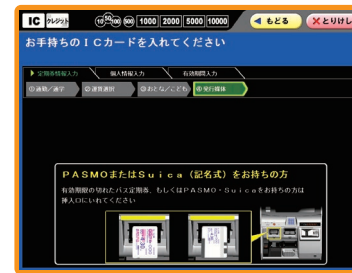 IC クレジット 10 50 100 500 1000 2000 5000 10000 もどる ×とりけし
お手持ちのICカードを入れてください
定期券情報入力 個人情報入力 有効期間入力
①通勤/通学 ②運賃選択 ③おとな/こども ④発行媒体
PASMOまたはSuica（記名式）をお持ちの方
有効期限の切れたバス定期券、もしくはPASMO・Suicaをお持ちの方は
挿入口にいれてください